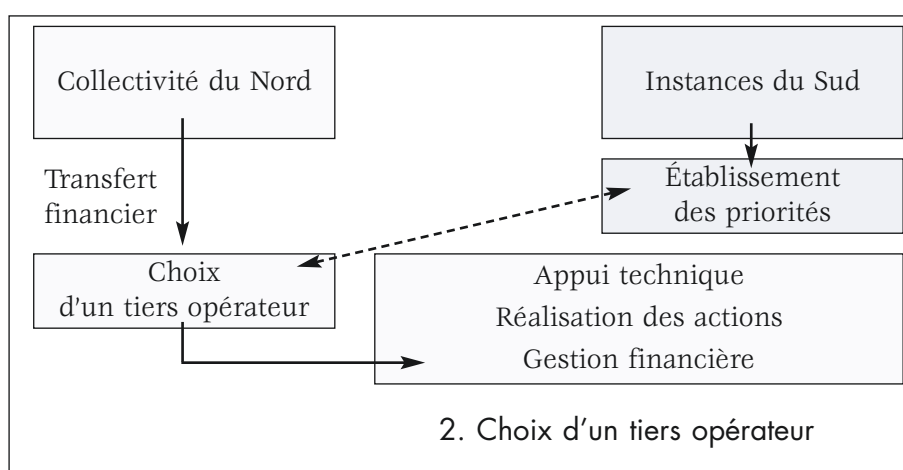 Collectivité du Nord
Instances du Sud
Transfert
financier
Établissement
des priorités
Choix
d'un tiers opérateur
Appui technique
Réalisation des actions
Gestion financière
2. Choix d'un tiers opérateur